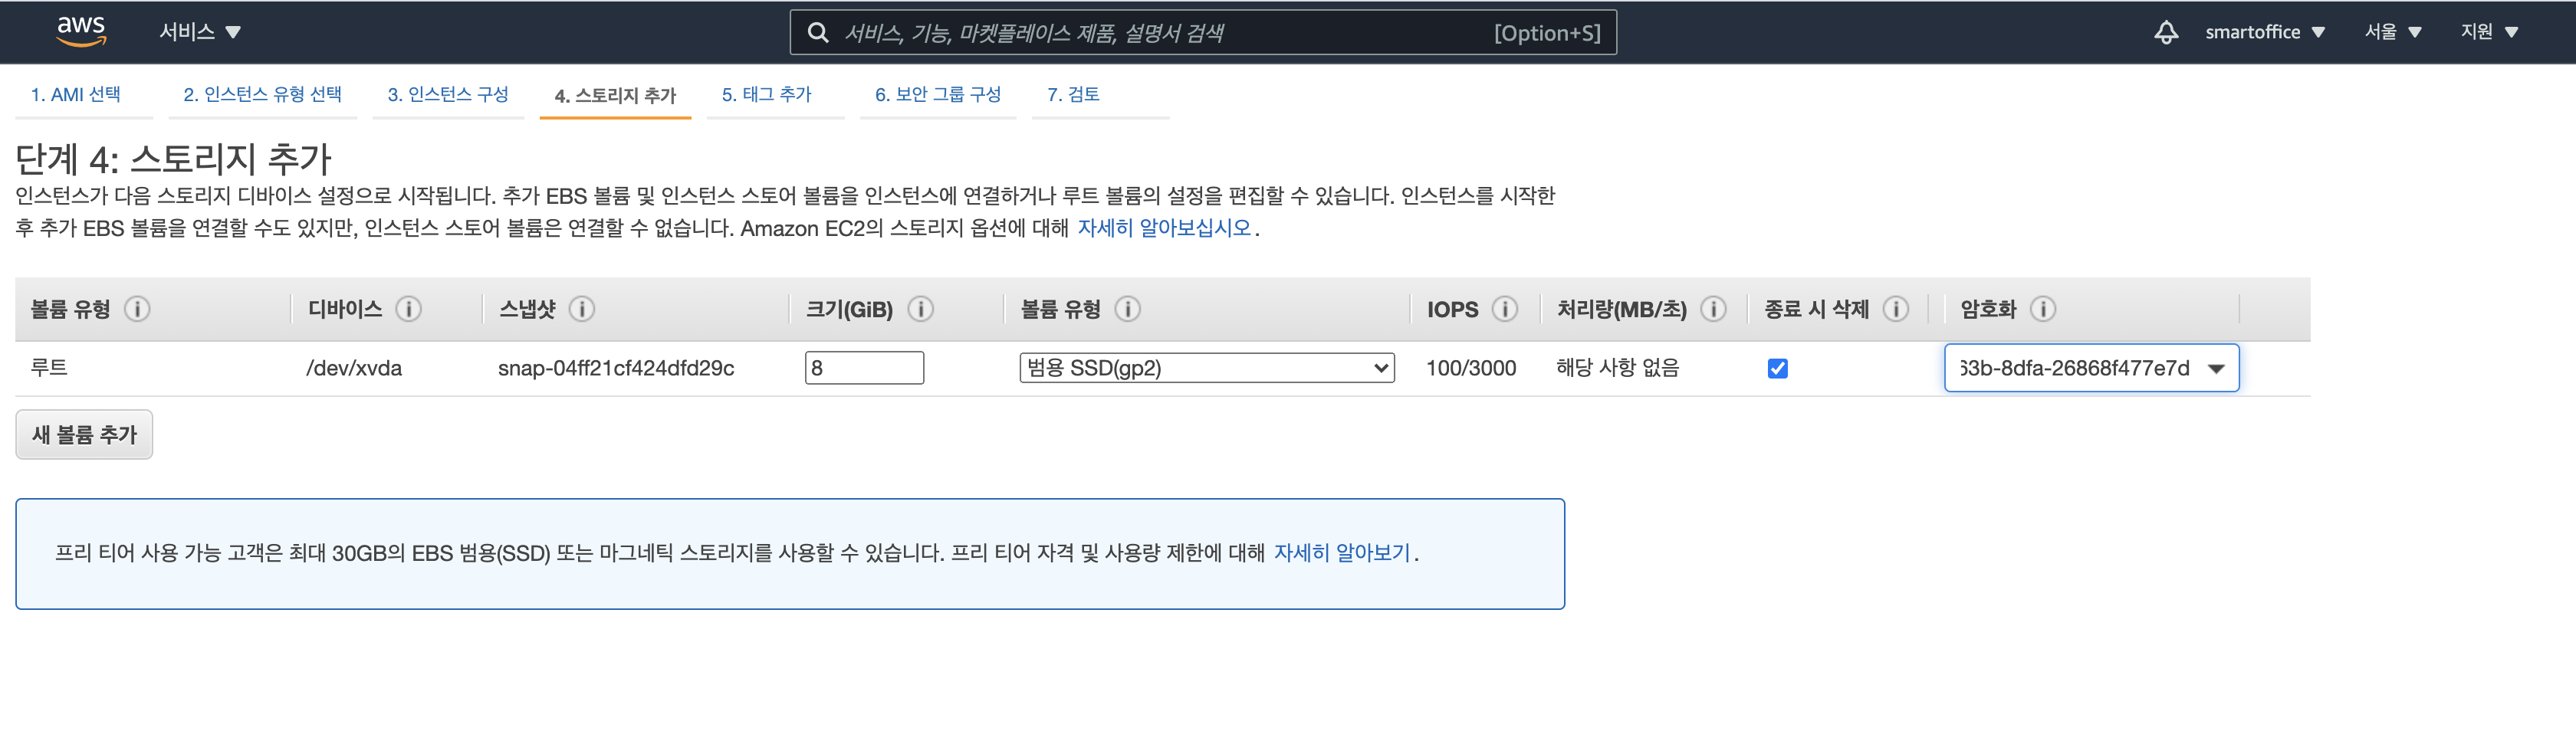 aws 서비스 서비스, 기능, 마켓플레이스 제품, 설명서 검색 [Option+S] smartoffice 서울 지원
1. AMI 선택 2. 인스턴스 유형 선택 3. 인스턴스 구성 4. 스토리지 추가 5. 태그 추가 6. 보안 그룹 구성 7. 검토
단계 4: 스토리지 추가
인스턴스가 다음 스토리지 디바이스 설정으로 시작됩니다. 추가 EBS 볼륨 및 인스턴스 스토어 볼륨을 인스턴스에 연결하거나 루트 볼륨의 설정을 편집할 수 있습니다. 인스턴스를 시작한
후 추가 EBS 볼륨을 연결할 수도 있지만, 인스턴스 스토어 볼륨은 연결할 수 없습니다. Amazon EC2의 스토리지 옵션에 대해 자세히 알아보십시오.
볼륨 유형 디바이스 스냅샷 크기(GiB) 볼륨 유형 IOPS 처리량(MB/초) 종료 시 삭제 암호화
루트 /dev/xvda snap-04ff21cf424dfd29c 8 범용 SSD(gp2) 100/3000 해당 사항 없음 63b-8dfa-26868f477e7d
새 볼륨 추가
프리 티어 사용 가능 고객은 최대 30GB의 EBS 범용(SSD) 또는 마그네틱 스토리지를 사용할 수 있습니다. 프리 티어 자격 및 사용량 제한에 대해 자세히 알아보기.